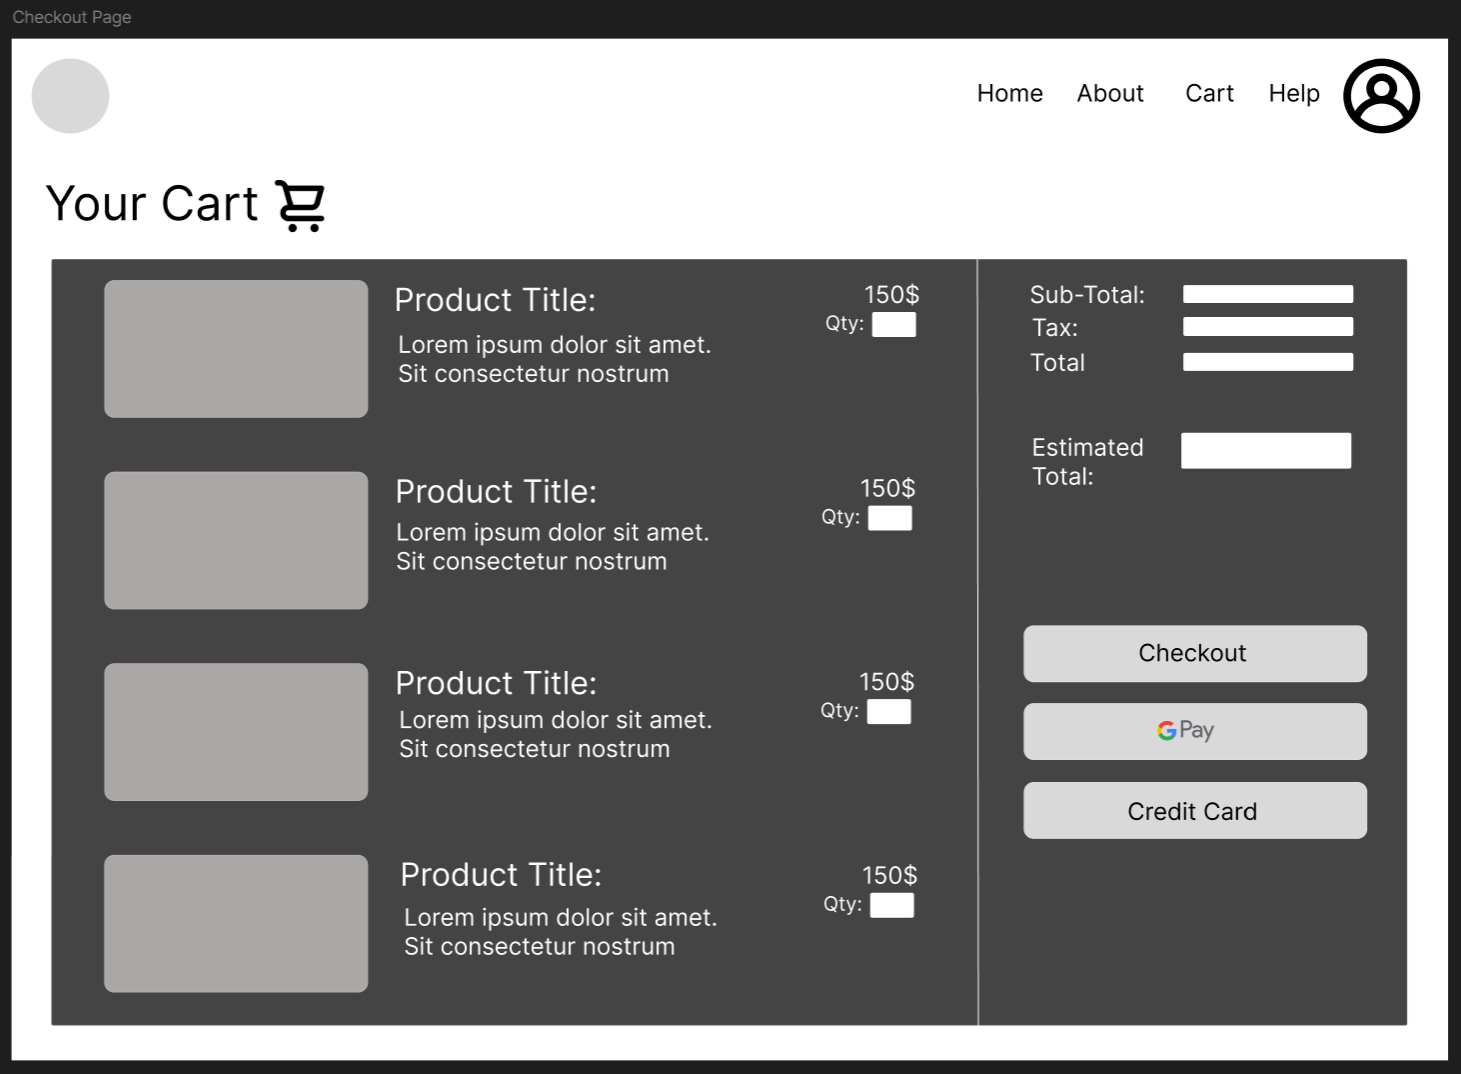 Checkout Page
Home About Cart Help
Your Cart
Product Title:
Lorem ipsum dolor sit amet.
Sit consectetur nostrum
150$
Qty:
Product Title:
Lorem ipsum dolor sit amet.
Sit consectetur nostrum
150$
Qty:
Product Title:
Lorem ipsum dolor sit amet.
Sit consectetur nostrum
150$
Qty:
Product Title:
Lorem ipsum dolor sit amet.
Sit consectetur nostrum
150$
Qty:
Sub-Total:
Tax:
Total
Estimated
Total:
Checkout
G Pay
Credit Card